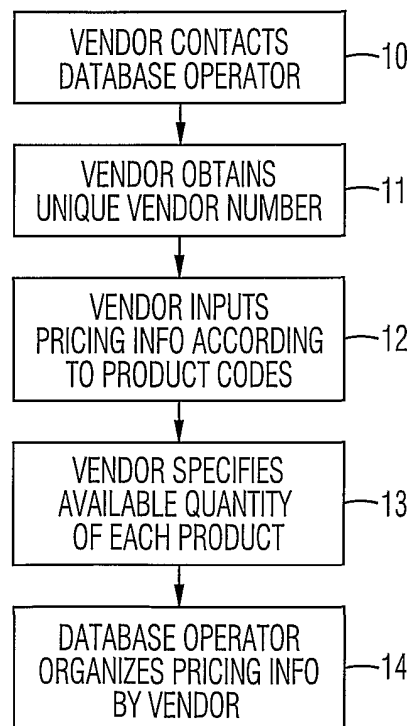 VENDOR CONTACTS
DATABASE OPERATOR
10
VENDOR OBTAINS
UNIQUE VENDOR NUMBER
11
VENDOR INPUTS
PRICING INFO ACCORDING
TO PRODUCT CODES
12
VENDOR SPECIFIES
AVAILABLE QUANTITY
OF EACH PRODUCT
13
DATABASE OPERATOR
ORGANIZES PRICING INFO
BY VENDOR
14